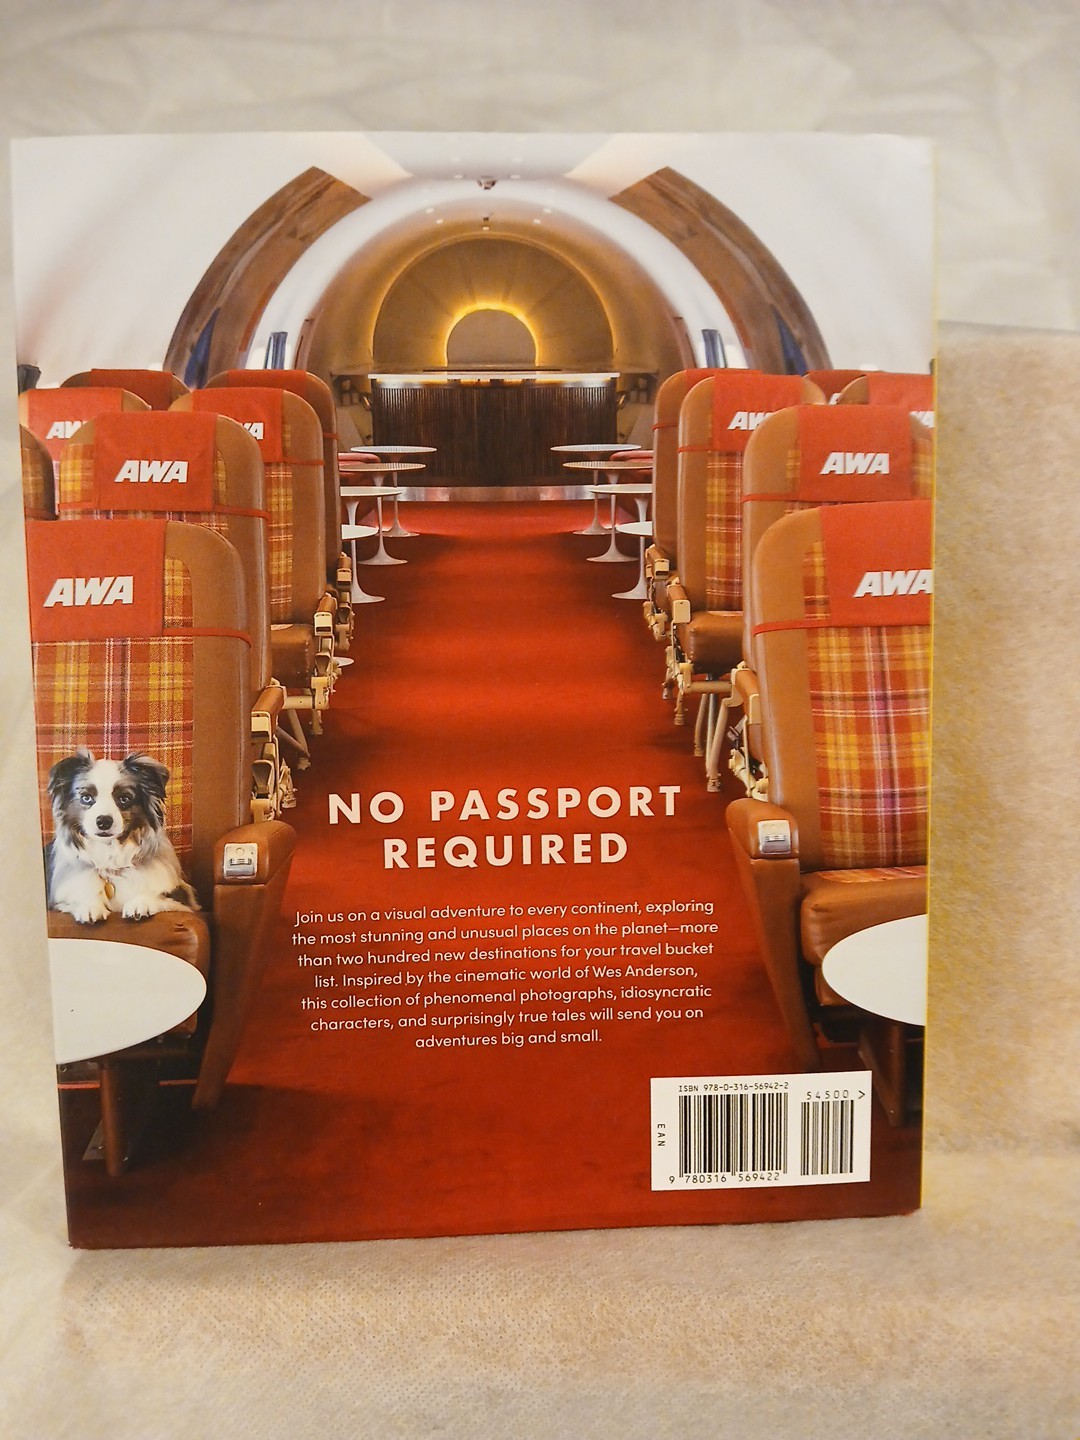 AWA
AWA
AWA
AWA
AWA
AWA
AWA
NO PASSPORT
REQUIRED
Join us on a visual adventure to every continent, exploring
the most stunning and unusual places on the planet—more
than two hundred new destinations for your travel bucket
list. Inspired by the cinematic world of Wes Anderson,
this collection of phenomenal photographs, idiosyncratic
characters, and surprisingly true tales will send you on
adventures big and small.
ISBN 978-0-316-56942-2
54500 >
EAN
9 780316 569422